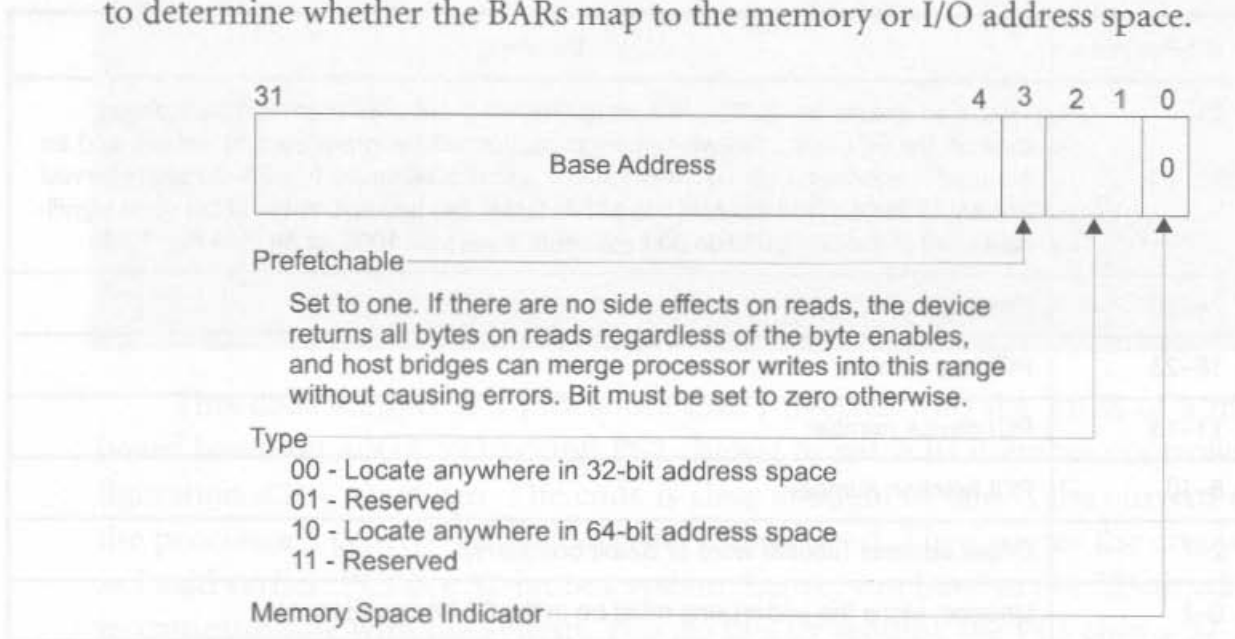 to determine whether the BARs map to the memory or I/O address space.
31 4 3 2 1 0
Base Address 0
Prefetchable
Set to one. If there are no side effects on reads, the device
returns all bytes on reads regardless of the byte enables,
and host bridges can merge processor writes into this range
without causing errors. Bit must be set to zero otherwise.
Type
00 - Locate anywhere in 32-bit address space
01 - Reserved
10 - Locate anywhere in 64-bit address space
11 - Reserved
Memory Space Indicator